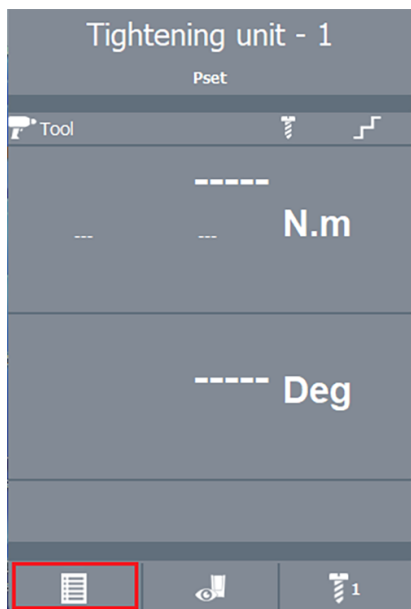 Tightening unit - 1
Pset
Tool
-----
--- --- N.m
----- Deg
1